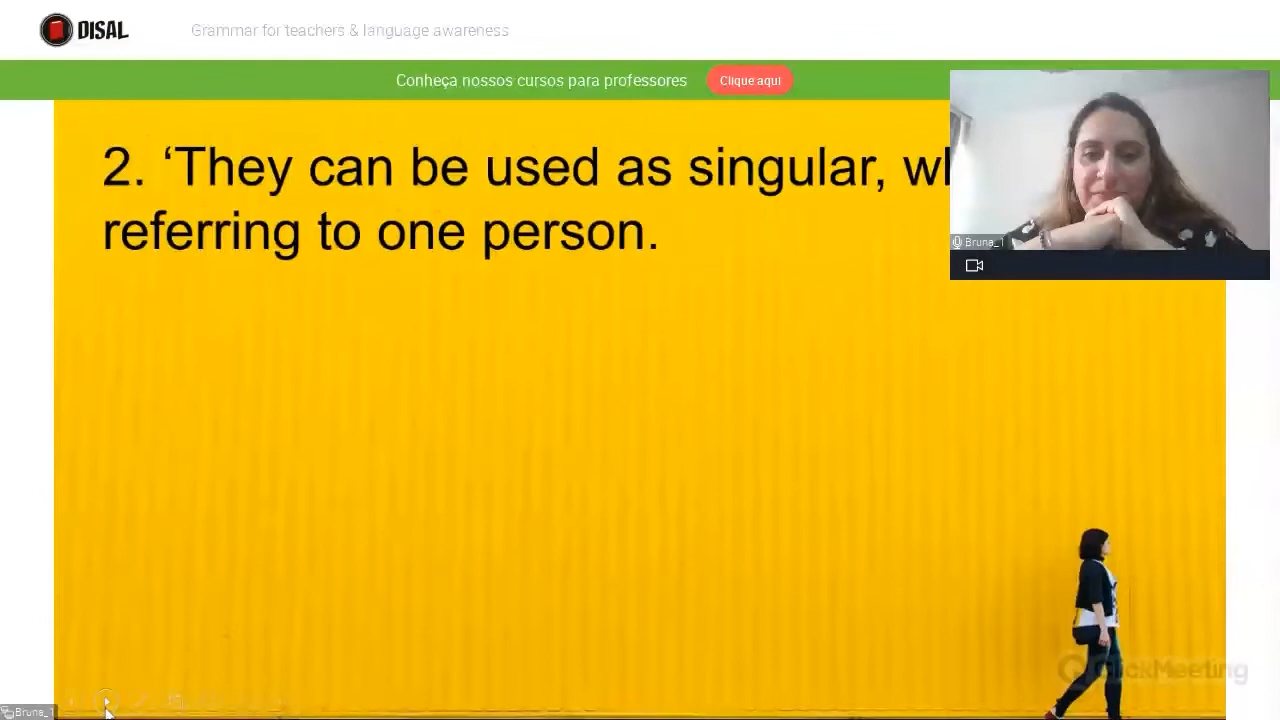 DISAL
Grammar for teachers & language awareness
Conheça nossos cursos para professores
Clique aqui
2. ‘They can be used as singular,
referring to one person.
Bruna_1
ClickMeeting
Bruna_1